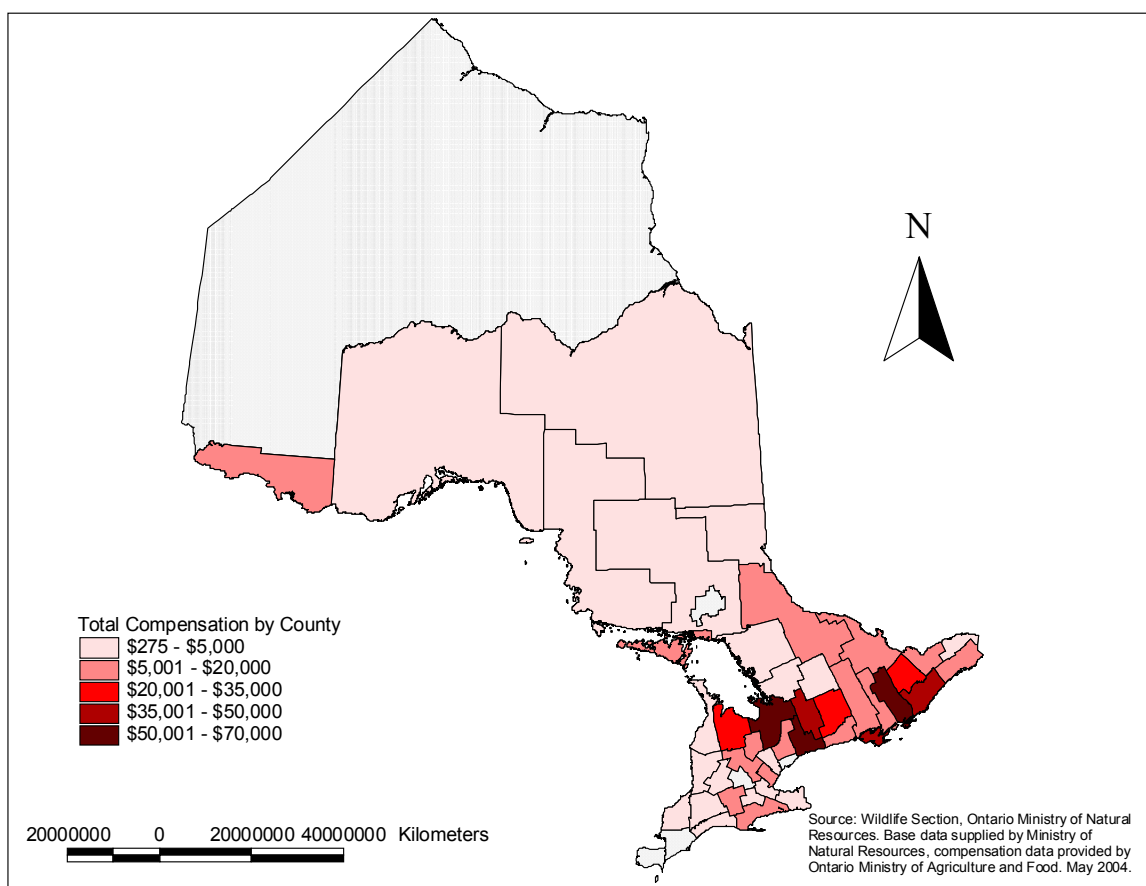 N
Total Compensation by County
$275 - $5,000
$5,001 - $20,000
$20,001 - $35,000
$35,001 - $50,000
$50,001 - $70,000
20000000 0 20000000 40000000 Kilometers
Source: Wildlife Section, Ontario Ministry of Natural
Resources. Base data supplied by Ministry of
Natural Resources, compensation data provided by
Ontario Ministry of Agriculture and Food. May 2004.